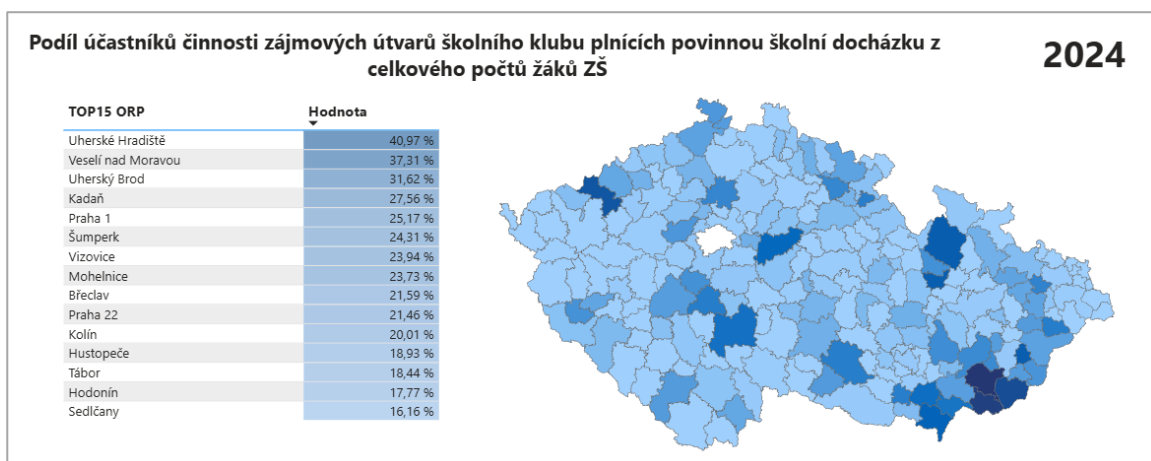 Podíl účastníků činnosti zájmových útvarů školního klubu plnících povinnou školní docházku z
celkového počtů žáků ZŠ
2024
TOP15 ORP Hodnota
Uherské Hradiště 40,97 %
Veselí nad Moravou 37,31 %
Uherský Brod 31,62 %
Kadaň 27,56 %
Praha 1 25,17 %
Šumperk 24,31 %
Vizovice 23,94 %
Mohelnice 23,73 %
Břeclav 21,59 %
Praha 22 21,46 %
Kolín 20,01 %
Hustopeče 18,93 %
Tábor 18,44 %
Hodonín 17,77 %
Sedlčany 16,16 %